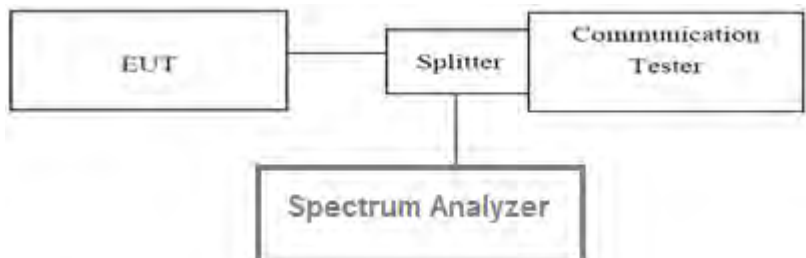 EUT
Splitter
Communication
Tester
Spectrum Analyzer